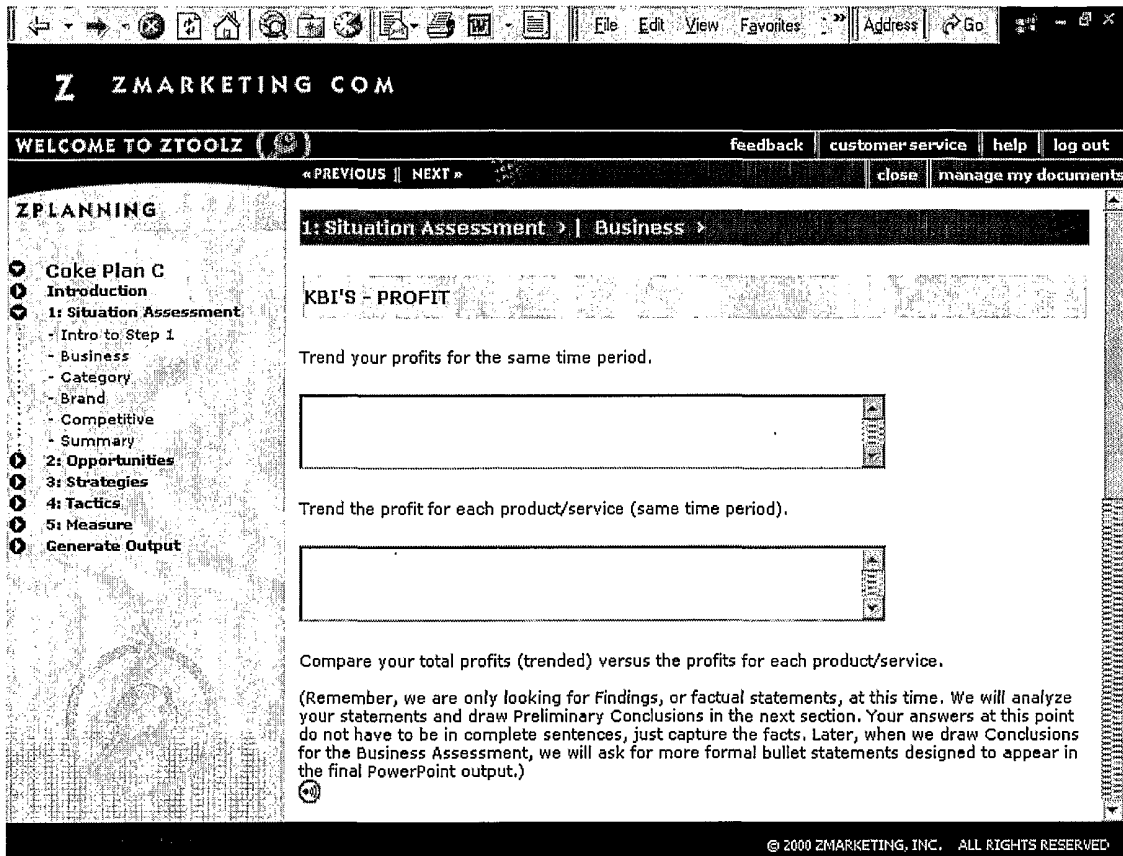 File Edit View Favorites » Address Go
Z ZMARKETING COM
WELCOME TO ZTOOLZ
feedback || customer service || help || log out
« PREVIOUS || NEXT »
close || manage my documents
ZPLANNING
Coke Plan C
Introduction
1: Situation Assessment
- Intro to Step 1
- Business
- Category
- Brand
- Competitive
- Summary
2: Opportunities
3: Strategies
4: Tactics
5: Measure
Generate Output
1: Situation Assessment > | Business >
KBI'S - PROFIT
Trend your profits for the same time period.
Trend the profit for each product/service (same time period).
Compare your total profits (trended) versus the profits for each product/service.
(Remember, we are only looking for Findings, or factual statements, at this time. We will analyze
your statements and draw Preliminary Conclusions in the next section. Your answers at this point
do not have to be in complete sentences, just capture the facts. Later, when we draw Conclusions
for the Business Assessment, we will ask for more formal bullet statements designed to appear in
the final PowerPoint output.)
© 2000 ZMARKETING, INC. ALL RIGHTS RESERVED